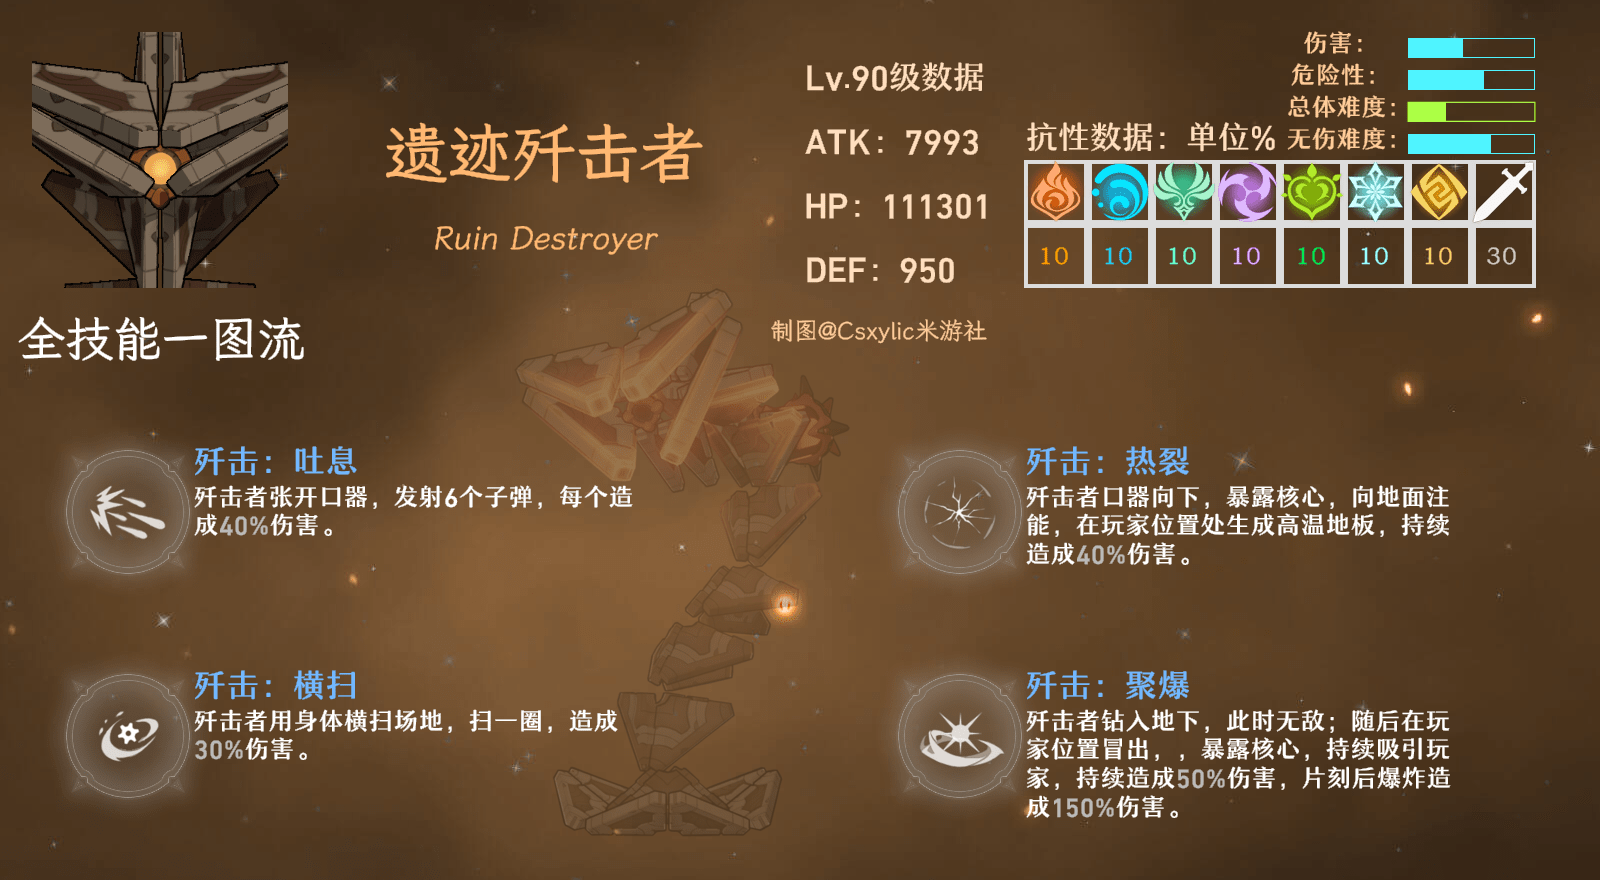 遗迹歼击者
Ruin Destroyer
全技能一图流
Lv.90级数据
ATK：7993
HP：111301
DEF：950
制图@Csxylic米游社
伤害：
危险性：
总体难度：
无伤难度：
抗性数据：单位%
10 10 10 10 10 10 10 30
歼击：吐息
歼击者张开口器，发射6个子弹，每个造
成40%伤害。
歼击：热裂
歼击者口器向下，暴露核心，向地面注
能，在玩家位置处生成高温地板，持续
造成40%伤害。
歼击：横扫
歼击者用身体横扫场地，扫一圈，造成
30%伤害。
歼击：聚爆
歼击者钻入地下，此时无敌；随后在玩
家位置冒出，，暴露核心，持续吸引玩
家，持续造成50%伤害，片刻后爆炸造
成150%伤害。